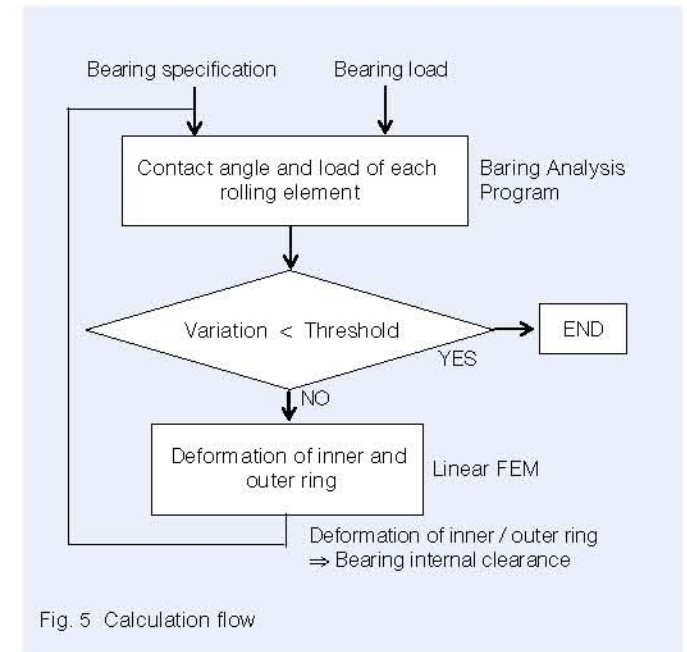 Bearing specification
Bearing load
Contact angle and load of each
rolling element
Baring Analysis
Program
Variation < Threshold
END
YES
NO
Deformation of inner and
outer ring
Linear FEM
Deformation of inner / outer ring
⇒ Bearing internal clearance
Fig. 5 Calculation flow